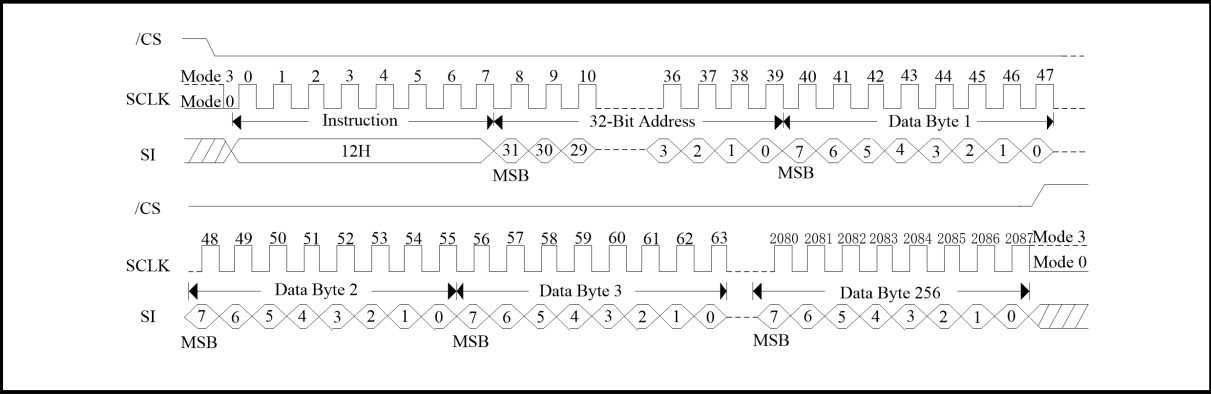 /CS
Mode 3 0 1 2 3 4 5 6 7 8 9 10 36 37 38 39 40 41 42 43 44 45 46 47
SCLK Mode 0
Instruction 32-Bit Address Data Byte 1
SI 12H 31 30 29 3 2 1 0 7 6 5 4 3 2 1 0
MSB MSB
/CS
48 49 50 51 52 53 54 55 56 57 58 59 60 61 62 63 2080 2081 2082 2083 2084 2085 2086 2087 Mode 3
SCLK Mode 0
Data Byte 2 Data Byte 3 Data Byte 256
SI 7 6 5 4 3 2 1 0 7 6 5 4 3 2 1 0 7 6 5 4 3 2 1 0
MSB MSB MSB